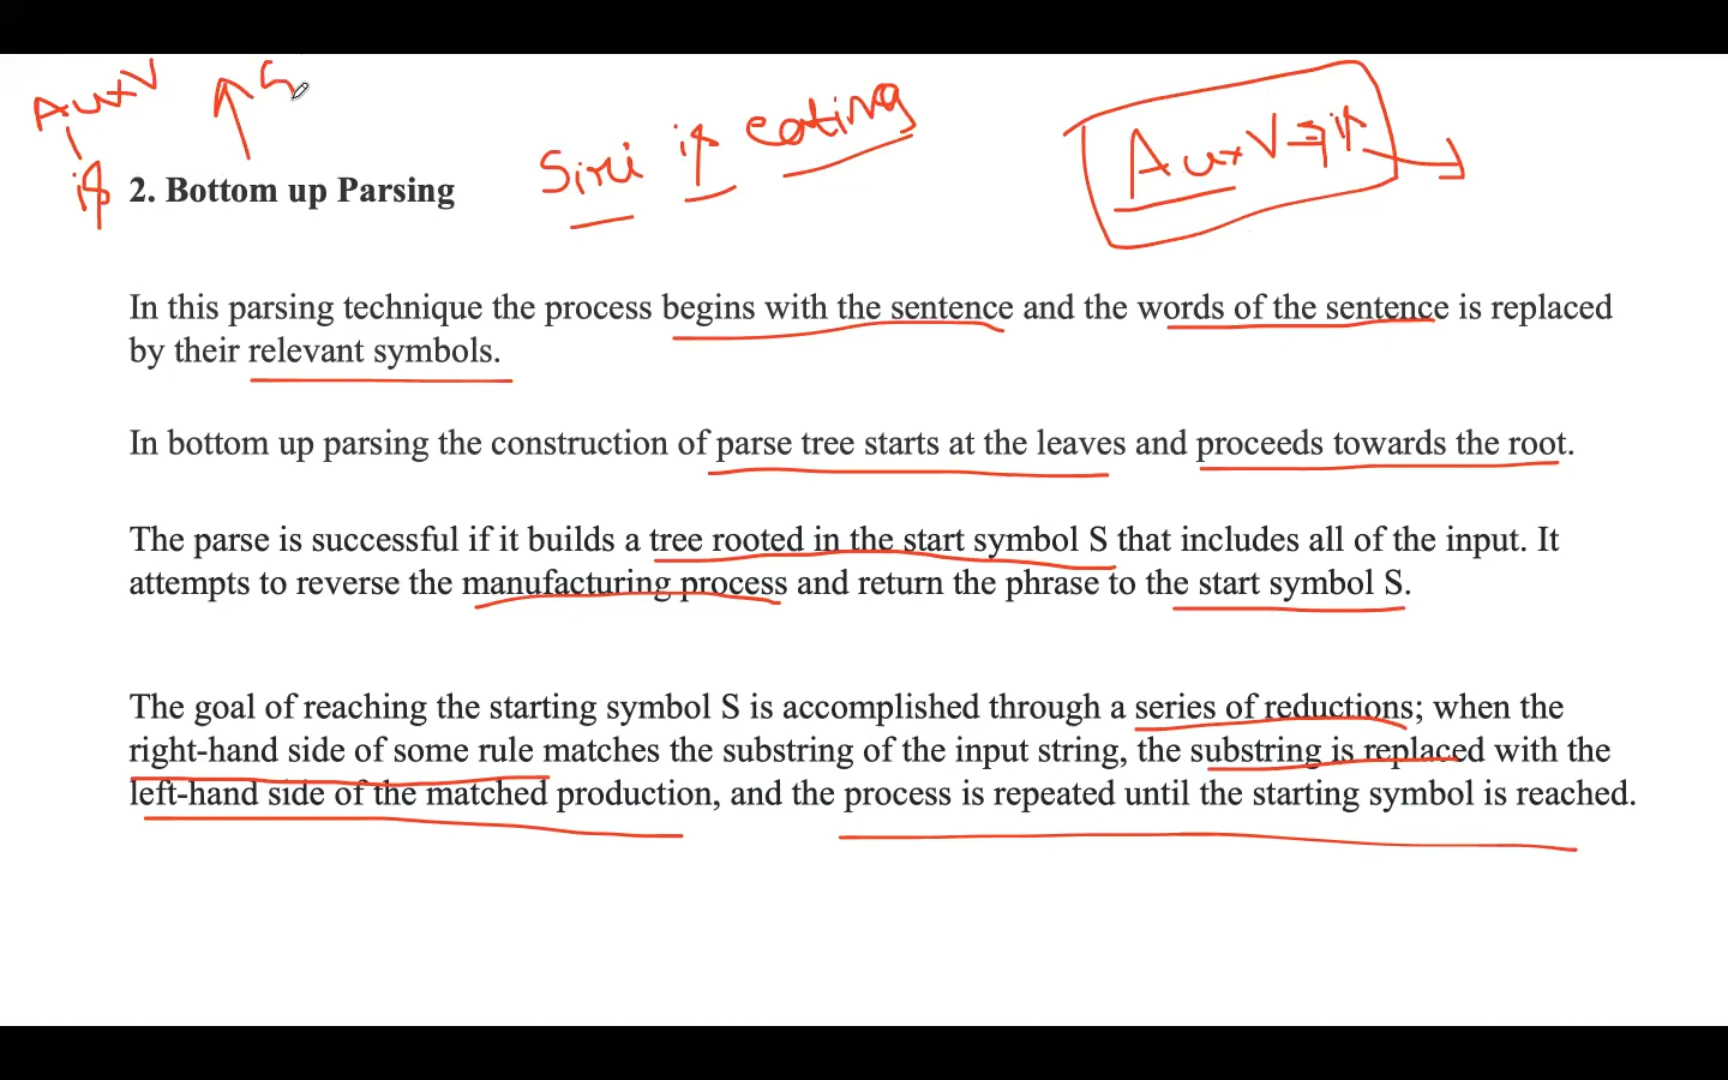 AuxV
Siri is eating
AuxV → is
is
2. Bottom up Parsing
In this parsing technique the process begins with the sentence and the words of the sentence is replaced
by their relevant symbols.
In bottom up parsing the construction of parse tree starts at the leaves and proceeds towards the root.
The parse is successful if it builds a tree rooted in the start symbol S that includes all of the input. It
attempts to reverse the manufacturing process and return the phrase to the start symbol S.
The goal of reaching the starting symbol S is accomplished through a series of reductions; when the
right-hand side of some rule matches the substring of the input string, the substring is replaced with the
left-hand side of the matched production, and the process is repeated until the starting symbol is reached.